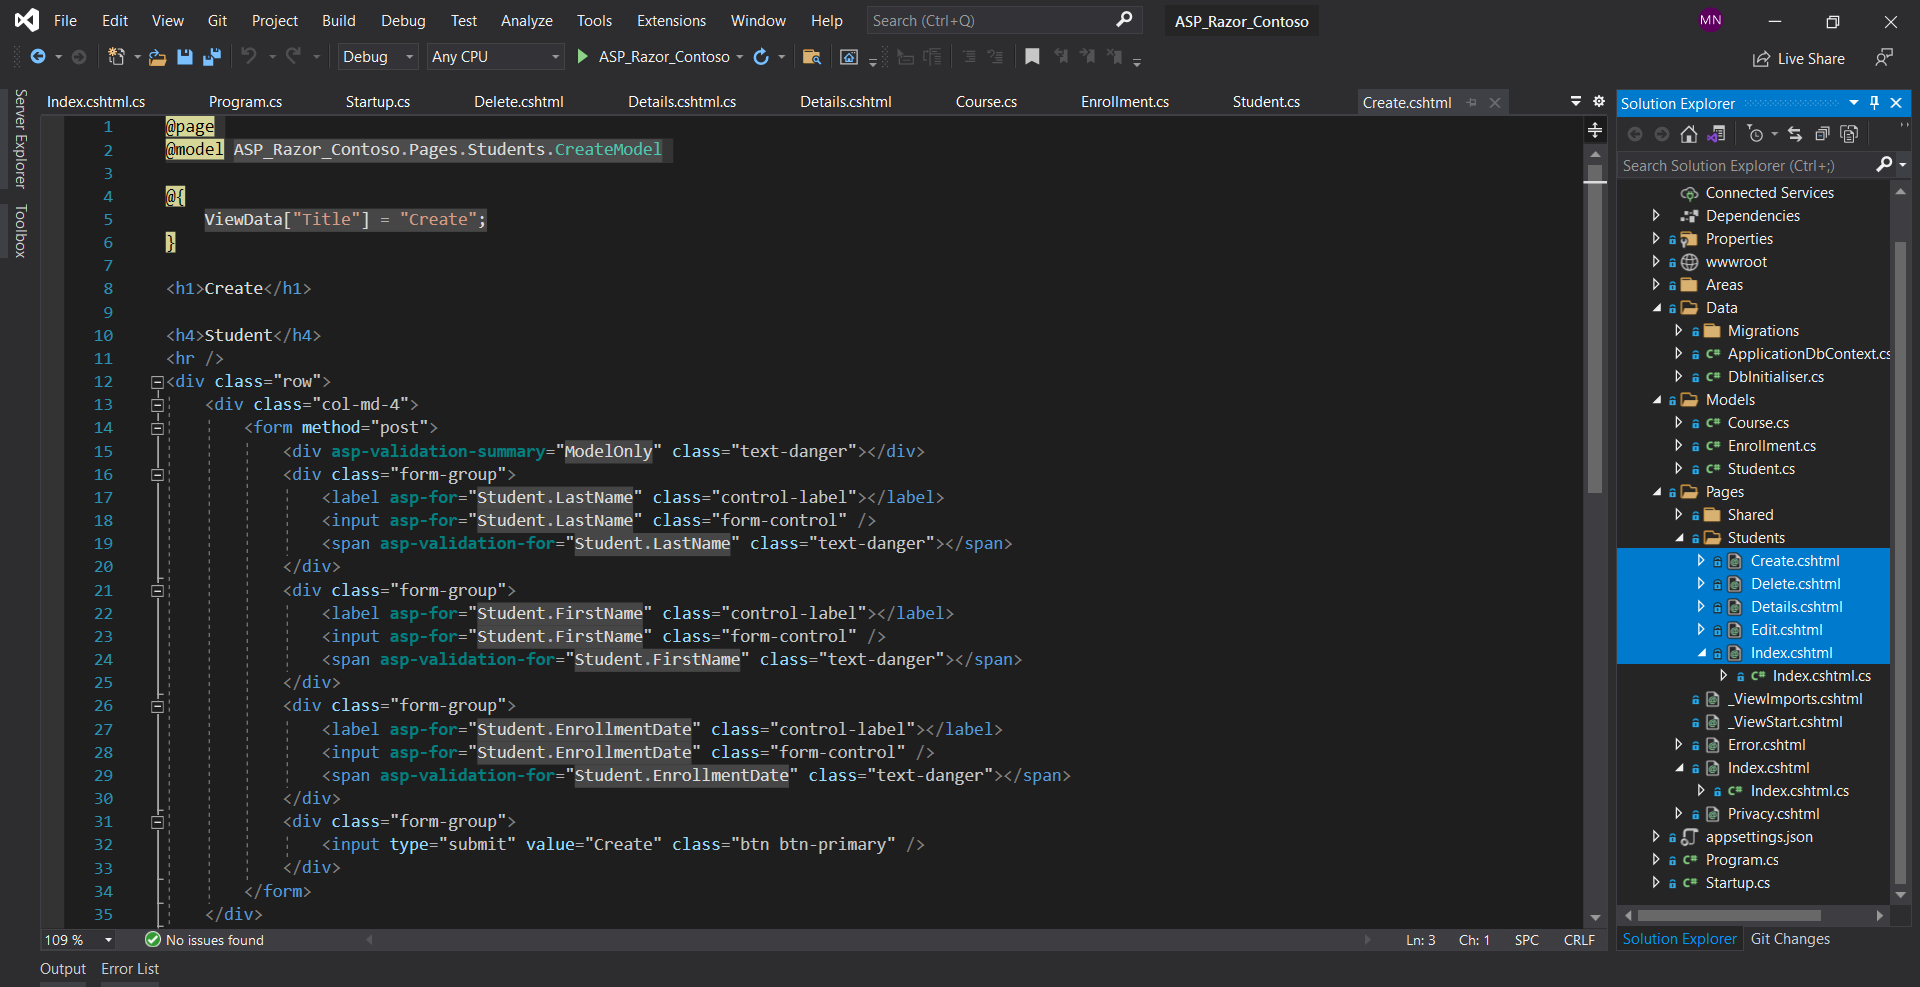 File Edit View Git Project Build Debug Test Analyze Tools Extensions Window Help Search (Ctrl+Q) ASP_Razor_Contoso MN
Debug Any CPU ASP_Razor_Contoso Live Share
Server Explorer
Toolbox
Index.cshtml.cs Program.cs Startup.cs Delete.cshtml Details.cshtml.cs Details.cshtml Course.cs Enrollment.cs Student.cs Create.cshtml
1 @page
2 @model ASP_Razor_Contoso.Pages.Students.CreateModel
3
4 @{
5 ViewData["Title"] = "Create";
6 }
7
8 <h1>Create</h1>
9
10 <h4>Student</h4>
11 <hr />
12 <div class="row">
13 <div class="col-md-4">
14 <form method="post">
15 <div asp-validation-summary="ModelOnly" class="text-danger"></div>
16 <div class="form-group">
17 <label asp-for="Student.LastName" class="control-label"></label>
18 <input asp-for="Student.LastName" class="form-control" />
19 <span asp-validation-for="Student.LastName" class="text-danger"></span>
20 </div>
21 <div class="form-group">
22 <label asp-for="Student.FirstName" class="control-label"></label>
23 <input asp-for="Student.FirstName" class="form-control" />
24 <span asp-validation-for="Student.FirstName" class="text-danger"></span>
25 </div>
26 <div class="form-group">
27 <label asp-for="Student.EnrollmentDate" class="control-label"></label>
28 <input asp-for="Student.EnrollmentDate" class="form-control" />
29 <span asp-validation-for="Student.EnrollmentDate" class="text-danger"></span>
30 </div>
31 <div class="form-group">
32 <input type="submit" value="Create" class="btn btn-primary" />
33 </div>
34 </form>
35 </div>
109 % No issues found Ln: 3 Ch: 1 SPC CRLF
Output Error List
Solution Explorer
Search Solution Explorer (Ctrl+;)
Connected Services
Dependencies
Properties
wwwroot
Areas
Data
Migrations
C# ApplicationDbContext.cs
C# DbInitialiser.cs
Models
C# Course.cs
C# Enrollment.cs
C# Student.cs
Pages
Shared
Students
Create.cshtml
Delete.cshtml
Details.cshtml
Edit.cshtml
Index.cshtml
C# Index.cshtml.cs
_ViewImports.cshtml
_ViewStart.cshtml
Error.cshtml
Index.cshtml
C# Index.cshtml.cs
Privacy.cshtml
appsettings.json
C# Program.cs
C# Startup.cs
Solution Explorer Git Changes